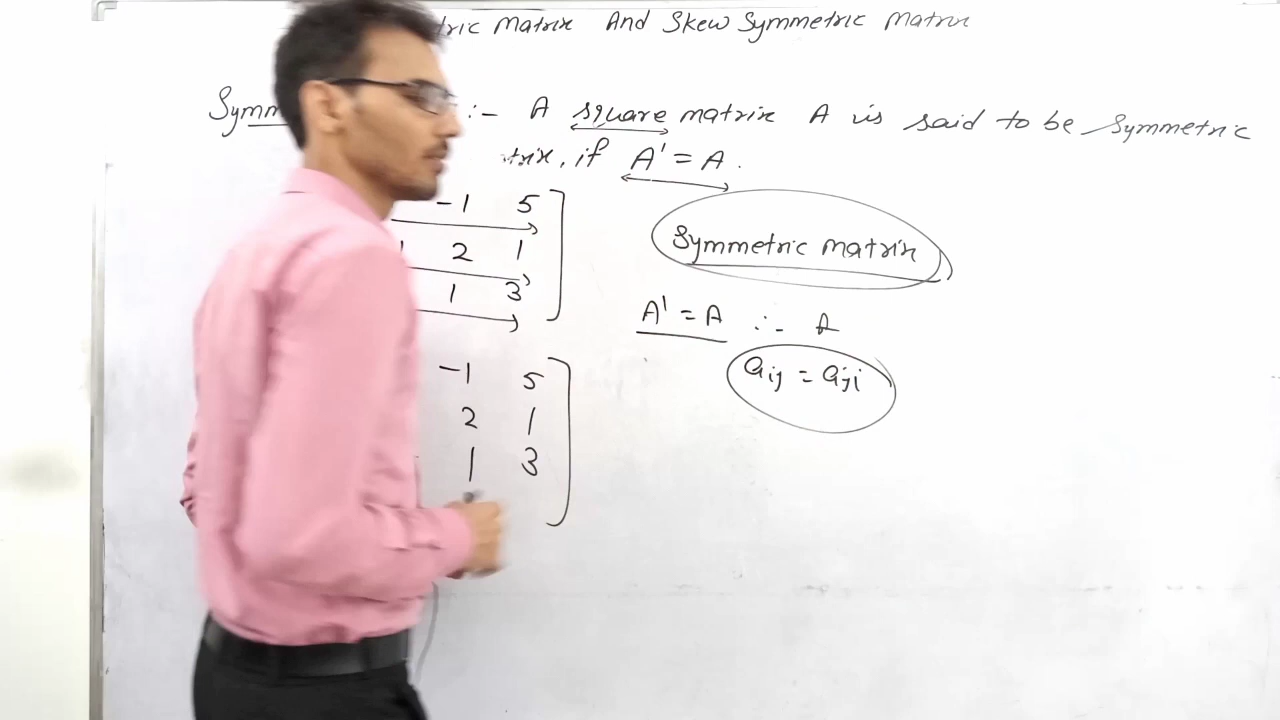 tric Matrix And Skew Symmetric Matrix
Symm :- A square matrix A is said to be Symmetric
trix, if A' = A.
-1 5
2 1
1 3
Symmetric matrix
A' = A ∴ A
aij = aji
-1 5
2 1
1 3